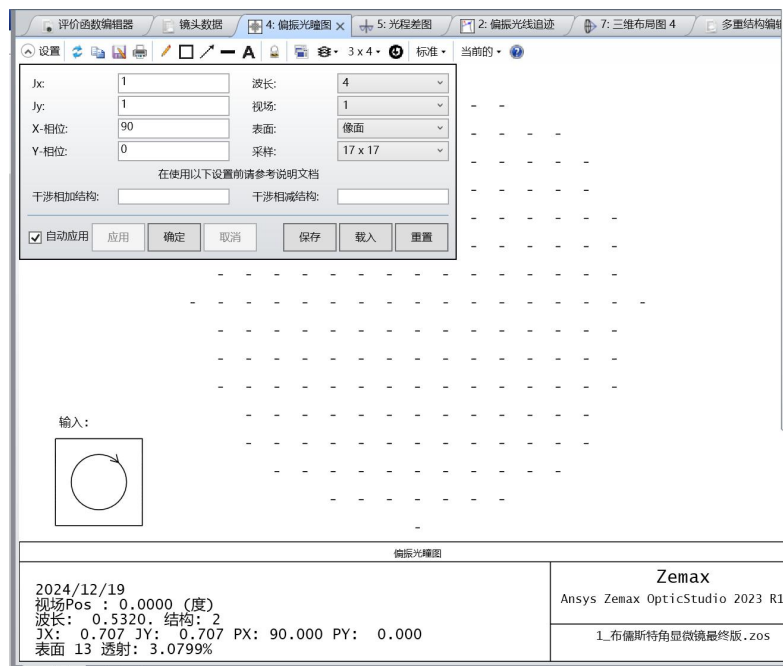 评价函数编辑器 镜头数据 4: 偏振光瞳图 5: 光程差图 2: 偏振光线追迹 7: 三维布局图 4 多重结构编辑
设置 A 3 x 4 标准 当前的
Jx: 1 波长: 4
Jy: 1 视场: 1
X-相位: 90 表面: 像面
Y-相位: 0 采样: 17 x 17
在使用以下设置前请参考说明文档
干涉相加结构: 干涉相减结构:
自动应用 应用 确定 取消 保存 载入 重置
输入:
偏振光瞳图
2024/12/19
视场Pos : 0.0000 (度)
波长: 0.5320. 结构: 2
JX: 0.707 JY: 0.707 PX: 90.000 PY: 0.000
表面 13 透射: 3.0799%
Zemax
Ansys Zemax OpticStudio 2023 R1
1_布儒斯特角显微镜最终版.zos